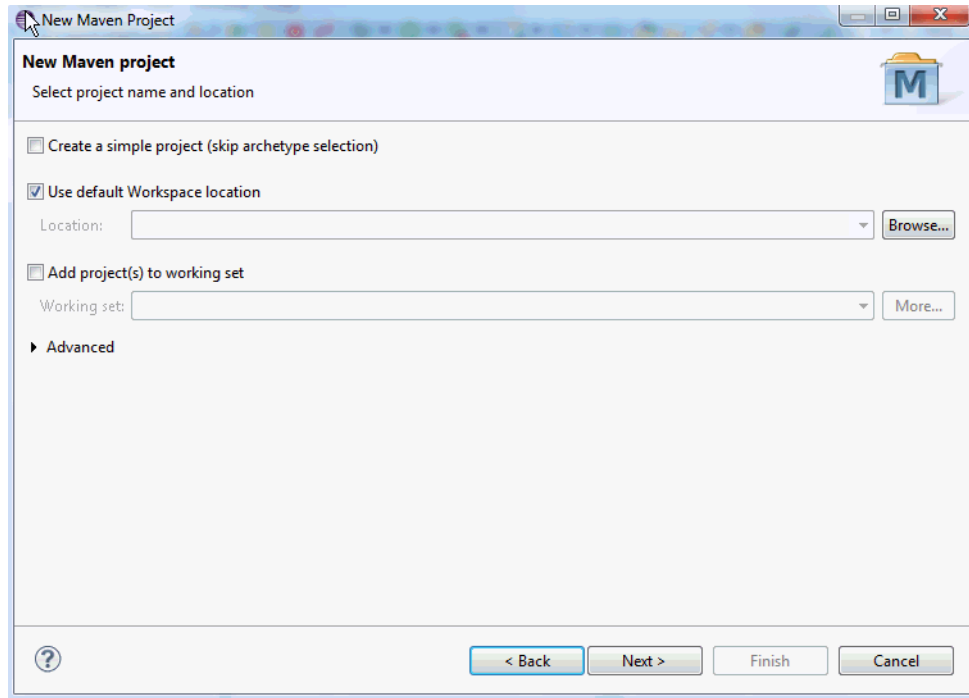 New Maven Project
New Maven project
Select project name and location
M
Create a simple project (skip archetype selection)
Use default Workspace location
Location:
Browse...
Add project(s) to working set
Working set:
More...
Advanced
?
< Back Next > Finish Cancel